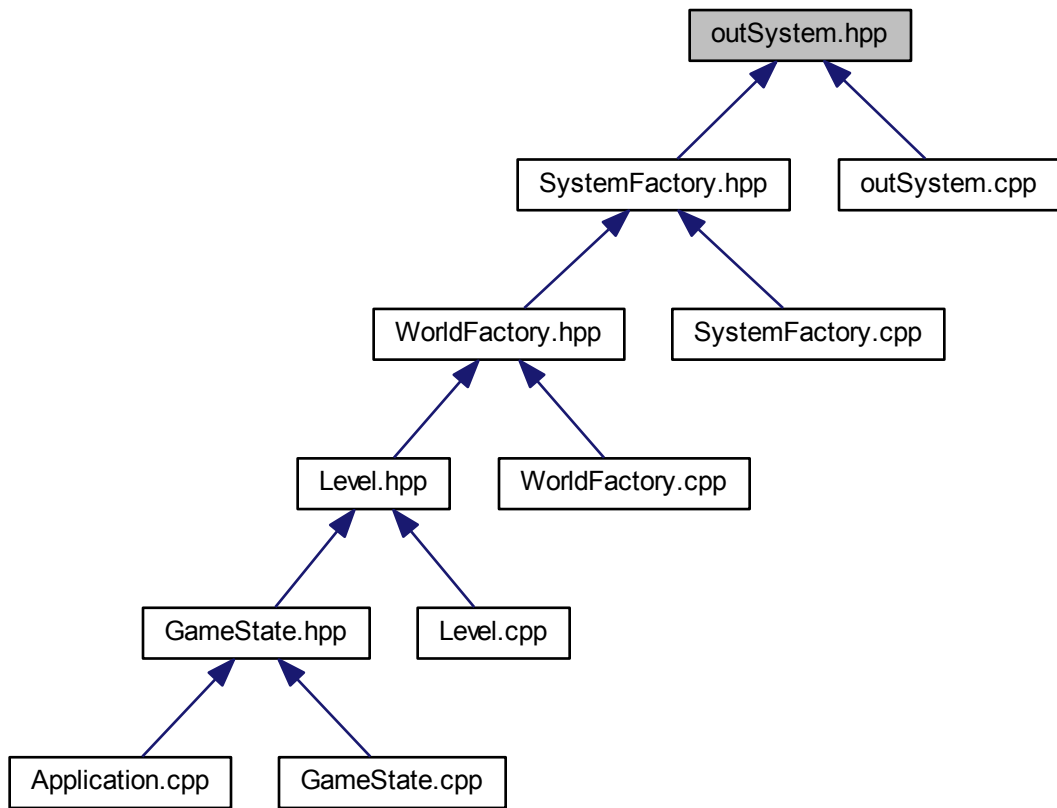 outSystem.hpp
SystemFactory.hpp
outSystem.cpp
WorldFactory.hpp
SystemFactory.cpp
Level.hpp
WorldFactory.cpp
GameState.hpp
Level.cpp
Application.cpp
GameState.cpp